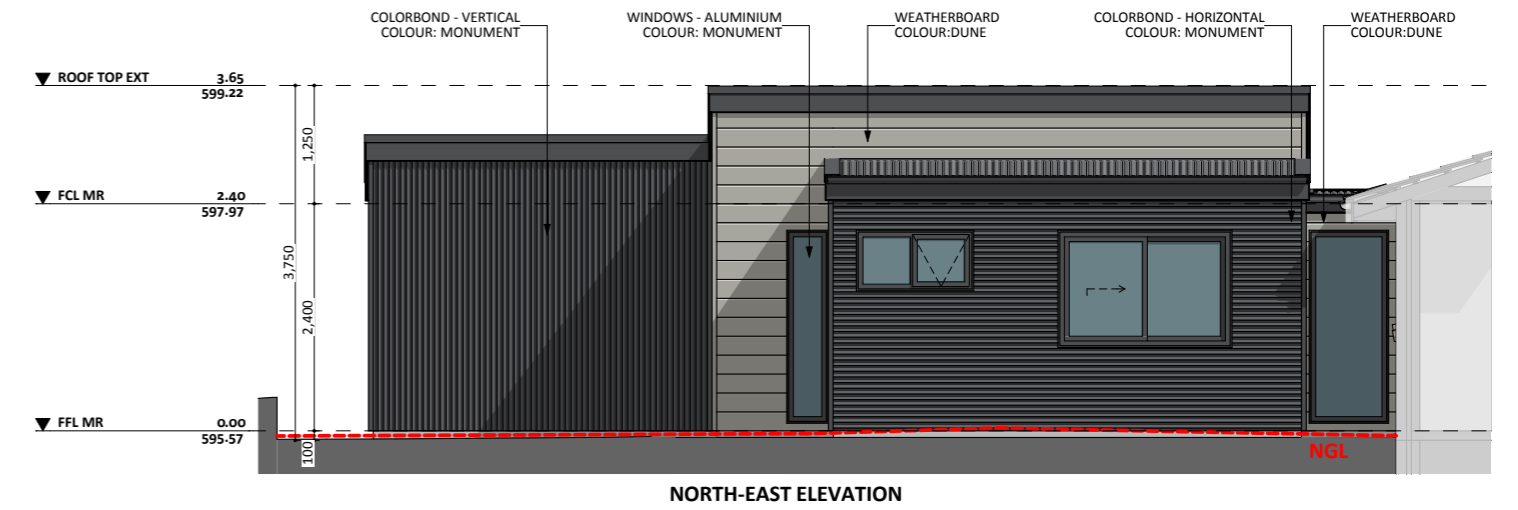 COLORBOND - VERTICAL
COLOUR: MONUMENT
WINDOWS - ALUMINIUM
COLOUR: MONUMENT
WEATHERBOARD
COLOUR:DUNE
COLORBOND - HORIZONTAL
COLOUR: MONUMENT
WEATHERBOARD
COLOUR:DUNE
ROOF TOP EXT 3.65
599.22
1,250
FCL MR 2.40
597.97
3,750
2,400
FFL MR 0.00
595.57
100
NGL
NORTH-EAST ELEVATION